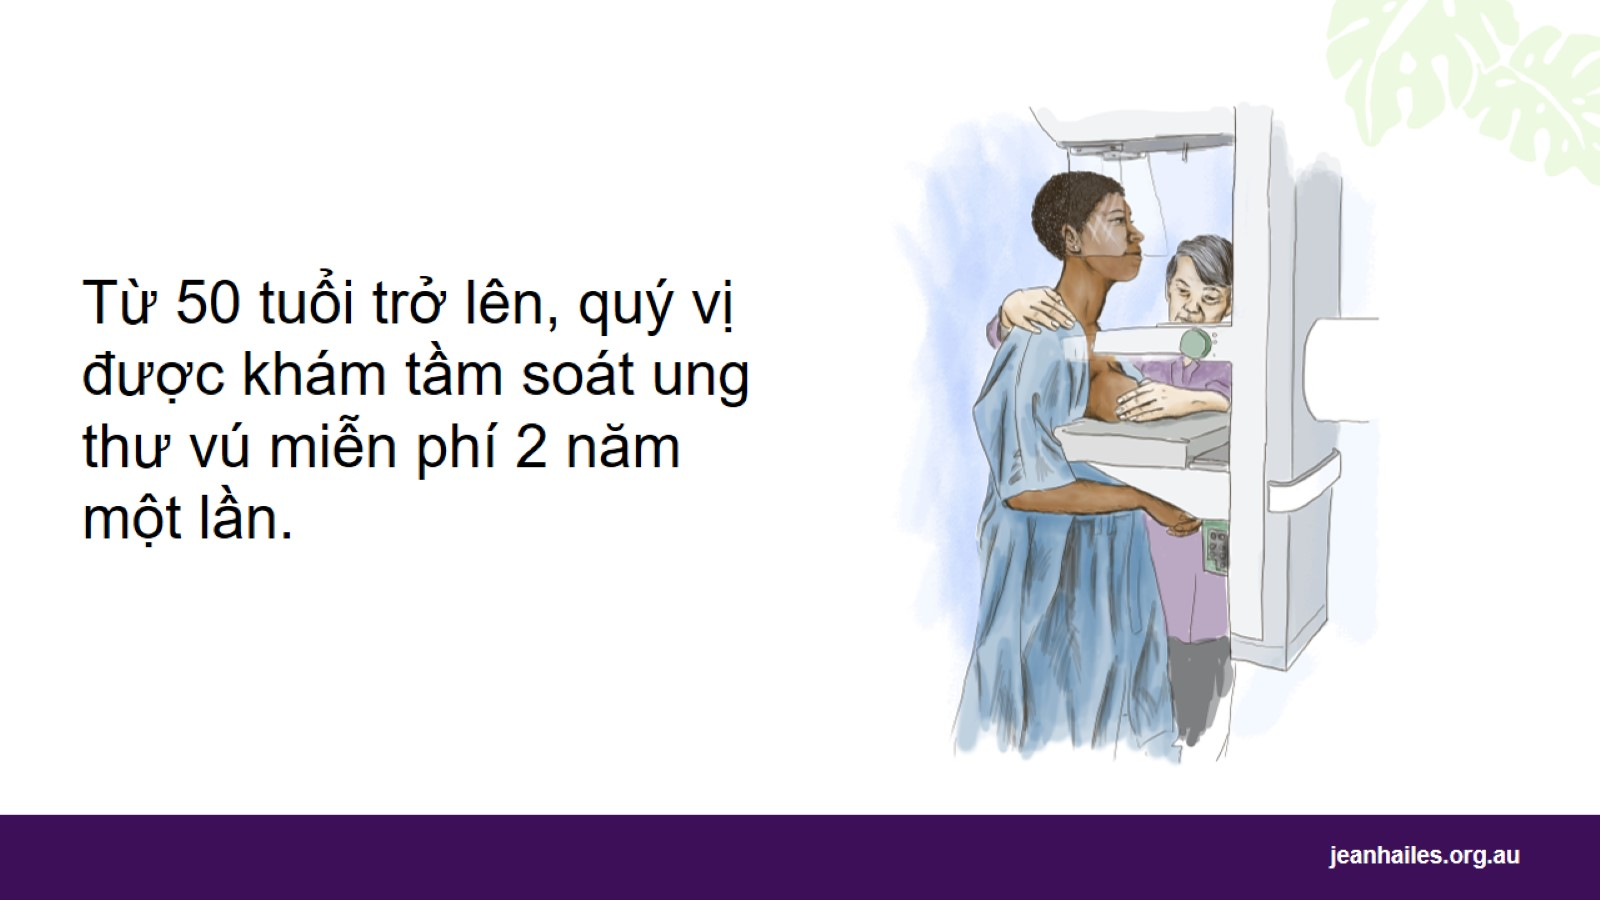 Từ 50 tuổi trở lên, quý vị
được khám tầm soát ung
thư vú miễn phí 2 năm
một lần.
jeanhailes.org.au